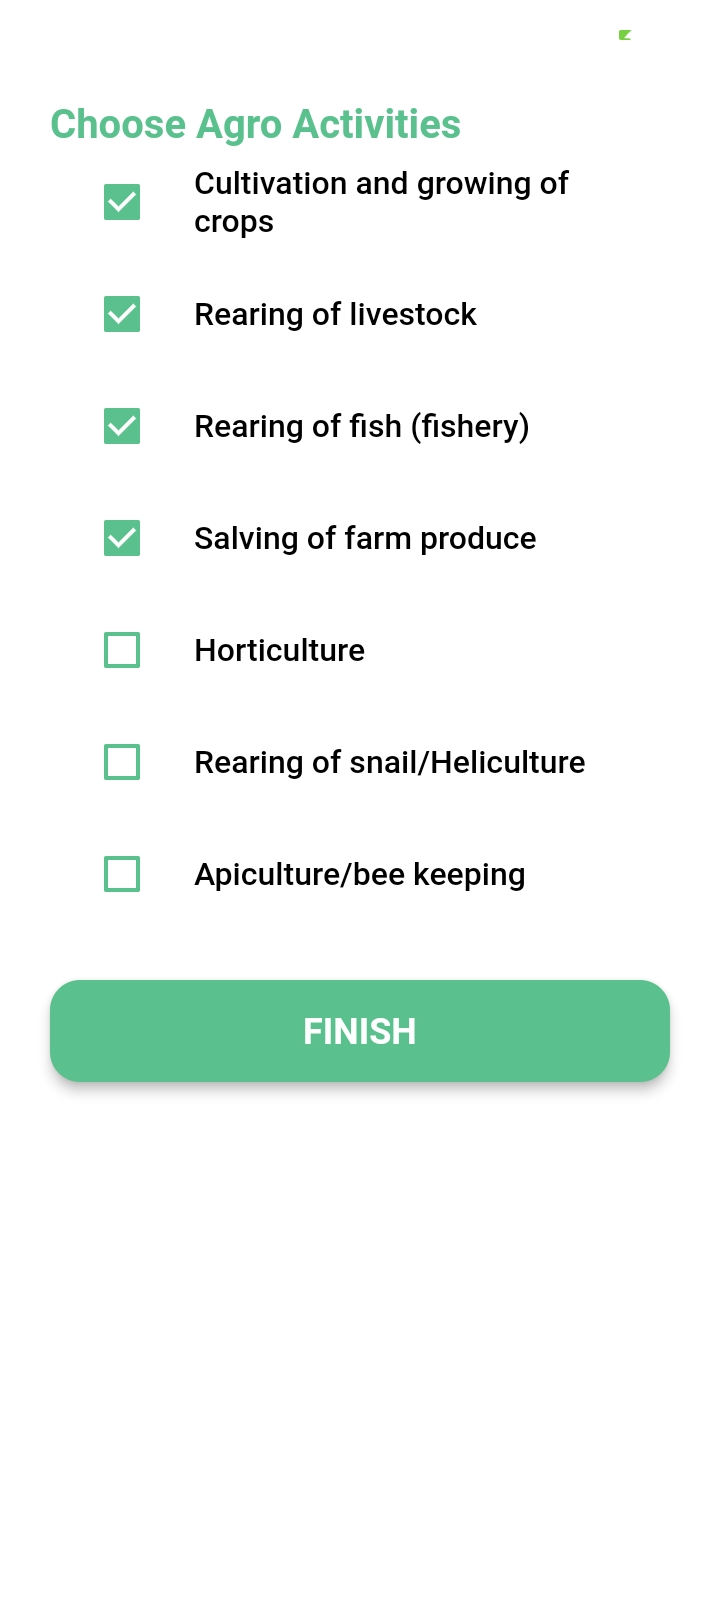 Choose Agro Activities
Cultivation and growing of
crops
Rearing of livestock
Rearing of fish (fishery)
Salving of farm produce
Horticulture
Rearing of snail/Heliculture
Apiculture/bee keeping
FINISH